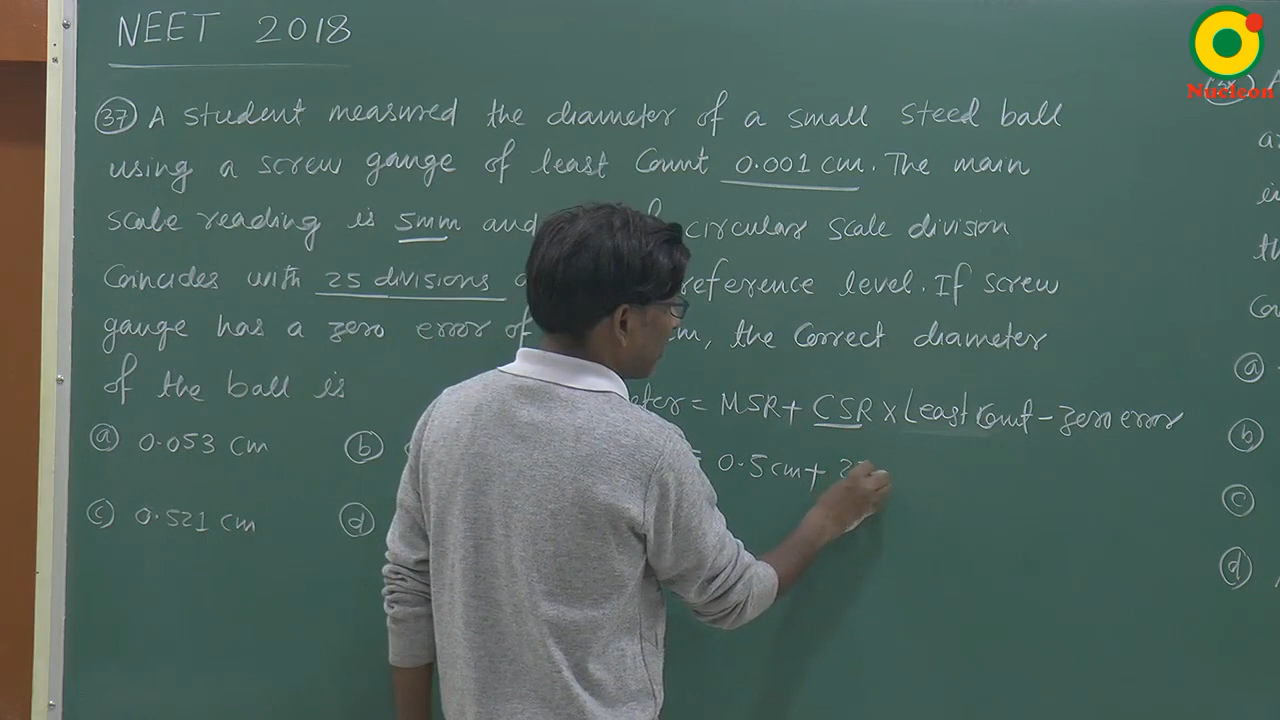 NEET 2018
37 A student measured the diameter of a small steed ball
using a screw gauge of least Count 0.001 cm. The main
scale reading is 5mm and circular scale division
Coincides with 25 divisions reference level. If screw
gauge has a zero error of cm, the Correct diameter
of the ball is
= MSR + CSR × Least Count - zero error
= 0.5 cm +
a 0.053 cm b
c 0.521 cm d
Nucleon
a
b
c
d